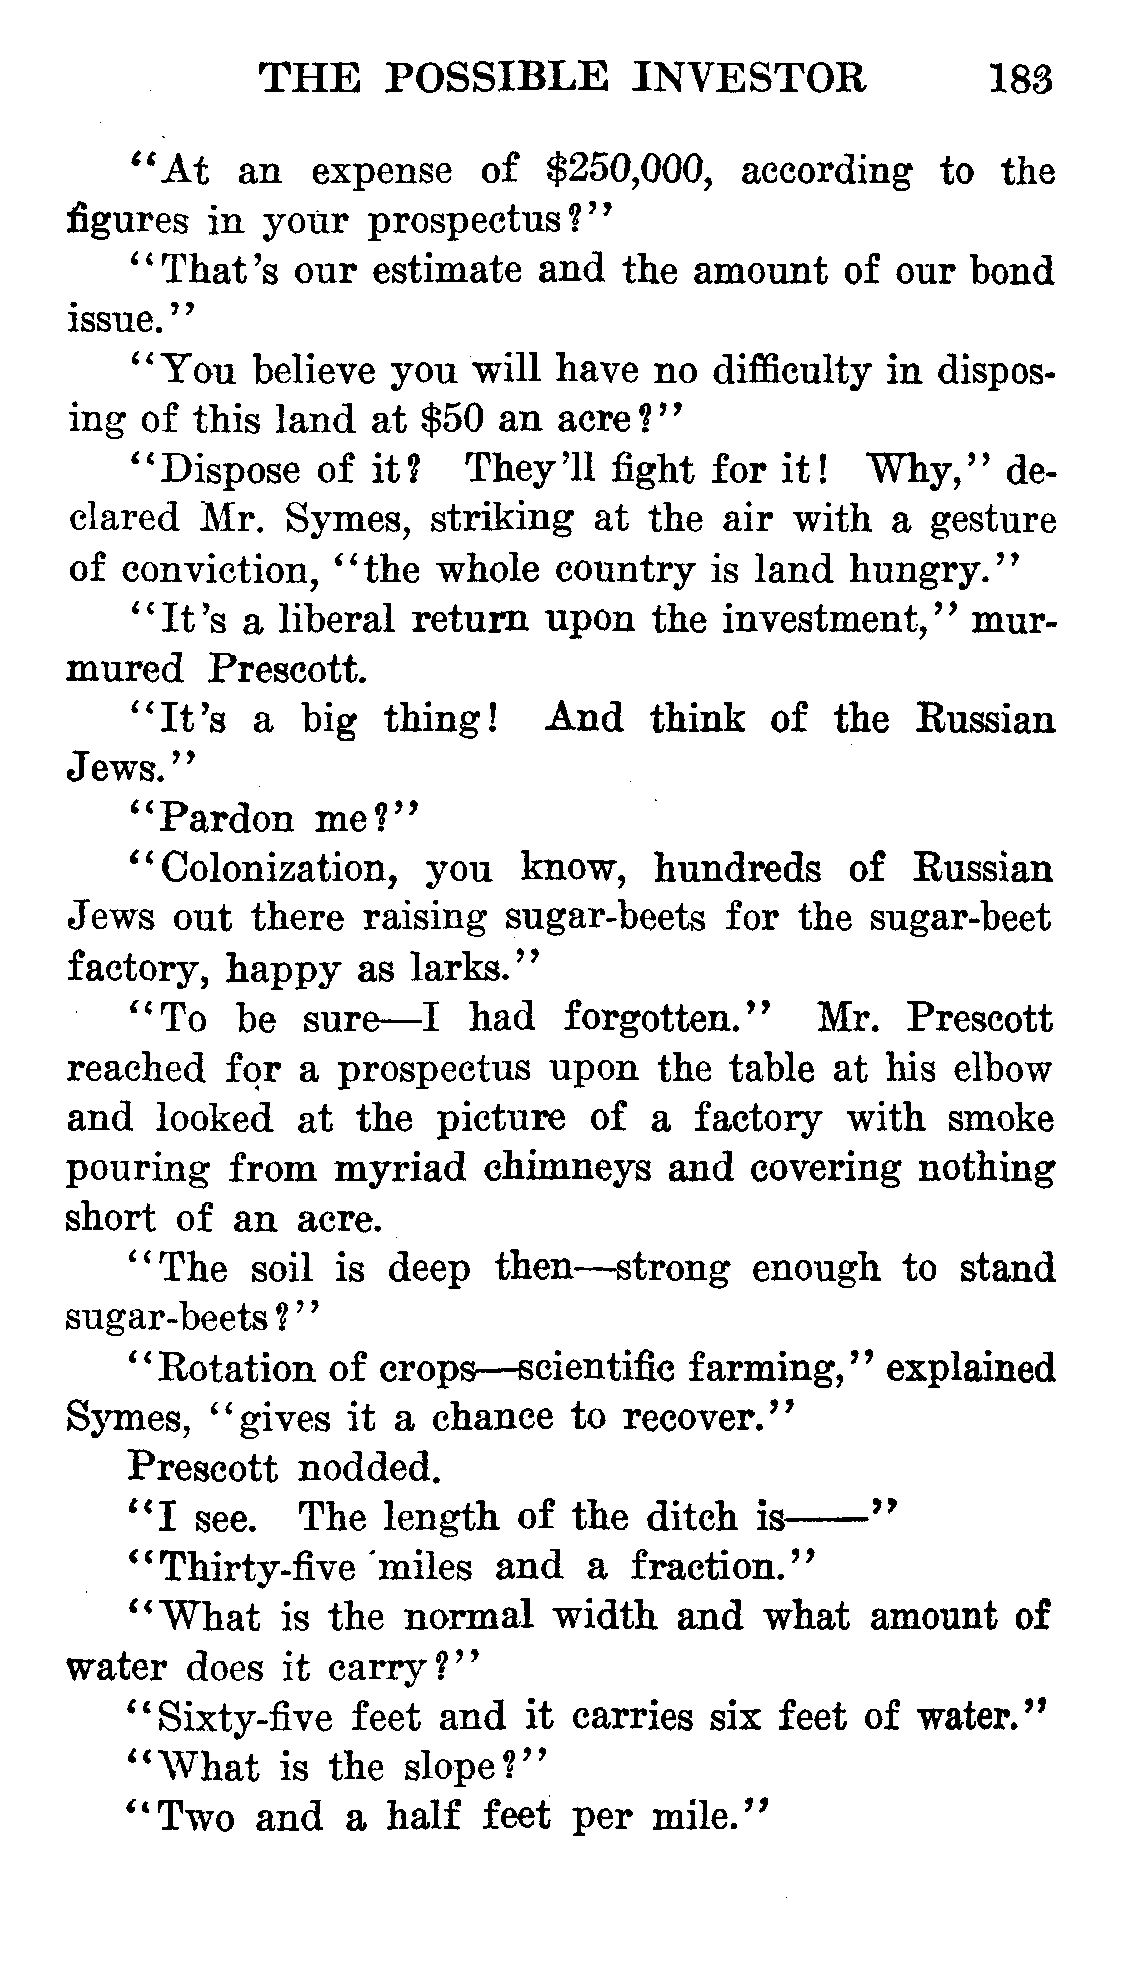 THE POSSIBLE INVESTOR 183
"At an expense of $250,000, according to the
figures in your prospectus?"
"That's our estimate and the amount of our bond
issue."
"You believe you will have no difficulty in dispos-
ing of this land at $50 an acre?"
"Dispose of it? They'll fight for it! Why," de-
clared Mr. Symes, striking at the air with a gesture
of conviction, "the whole country is land hungry."
"It's a liberal return upon the investment," mur-
mured Prescott.
"It's a big thing! And think of the Russian
Jews."
"Pardon me?"
"Colonization, you know, hundreds of Russian
Jews out there raising sugar-beets for the sugar-beet
factory, happy as larks."
"To be sure—I had forgotten." Mr. Prescott
reached for a prospectus upon the table at his elbow
and looked at the picture of a factory with smoke
pouring from myriad chimneys and covering nothing
short of an acre.
"The soil is deep then—strong enough to stand
sugar-beets?"
"Rotation of crops—scientific farming," explained
Symes, "gives it a chance to recover."
Prescott nodded.
"I see. The length of the ditch is——"
"Thirty-five miles and a fraction."
"What is the normal width and what amount of
water does it carry?"
"Sixty-five feet and it carries six feet of water."
"What is the slope?"
"Two and a half feet per mile."